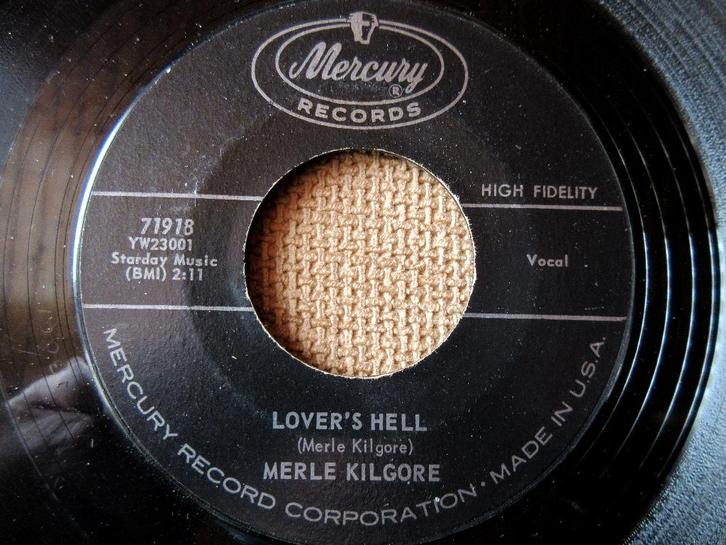 Mercury®
RECORDS
HIGH FIDELITY
71918
YW23001
Starday Music
(BMI) 2:11
Vocal
LOVER'S HELL
(Merle Kilgore)
MERLE KILGORE
MERCURY RECORD CORPORATION · MADE IN U.S.A.